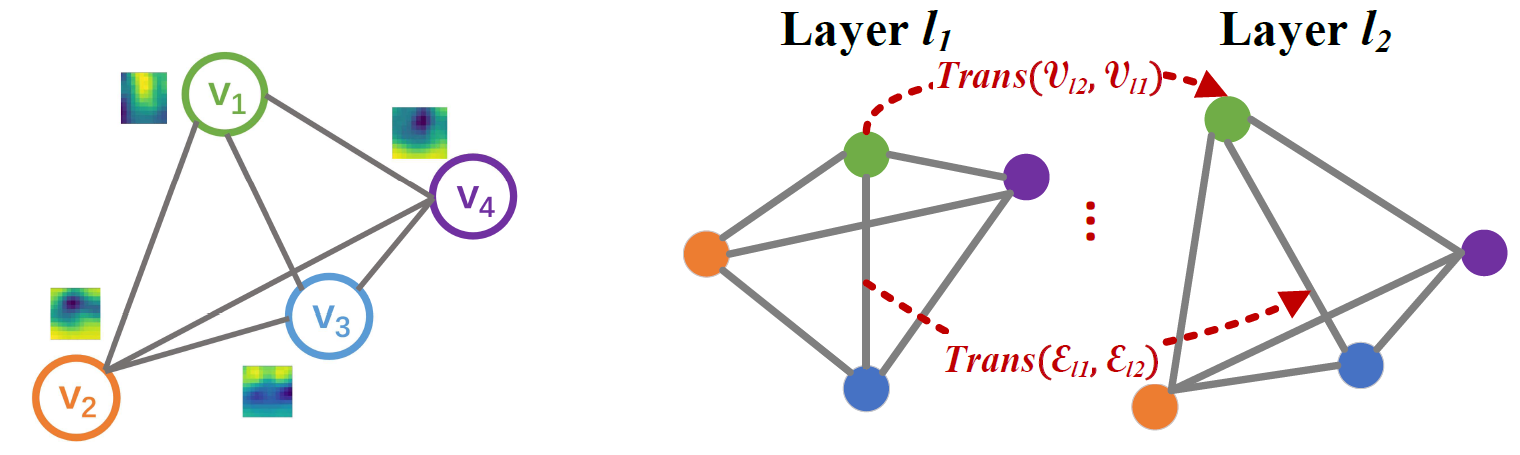 v1
v4
v3
v2
Layer l1
Layer l2
Trans(𝒱l2, 𝒱l1)
⋮
Trans(ℰl1, ℰl2)